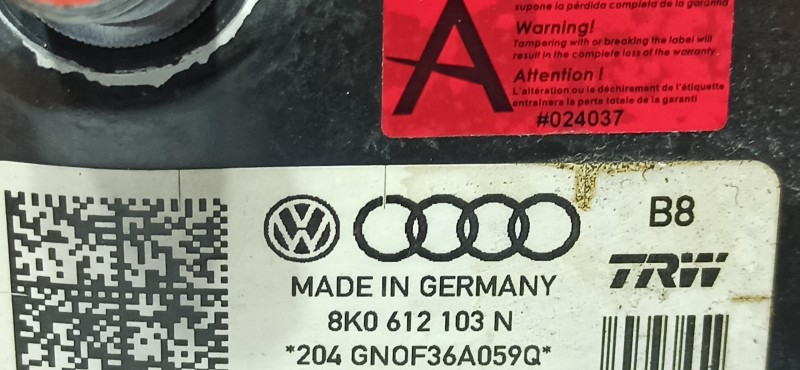 supone la pérdida completa de la garantía
Warning!
Tampering with or breaking the label will
result in the complete loss of the warranty.
Attention !
L'altération ou le déchirement de l'étiquette
entraînera la perte totale de la garanti
#024037
A
VW
B8
TRW
MADE IN GERMANY
8K0 612 103 N
*204 GNOF36A059Q*